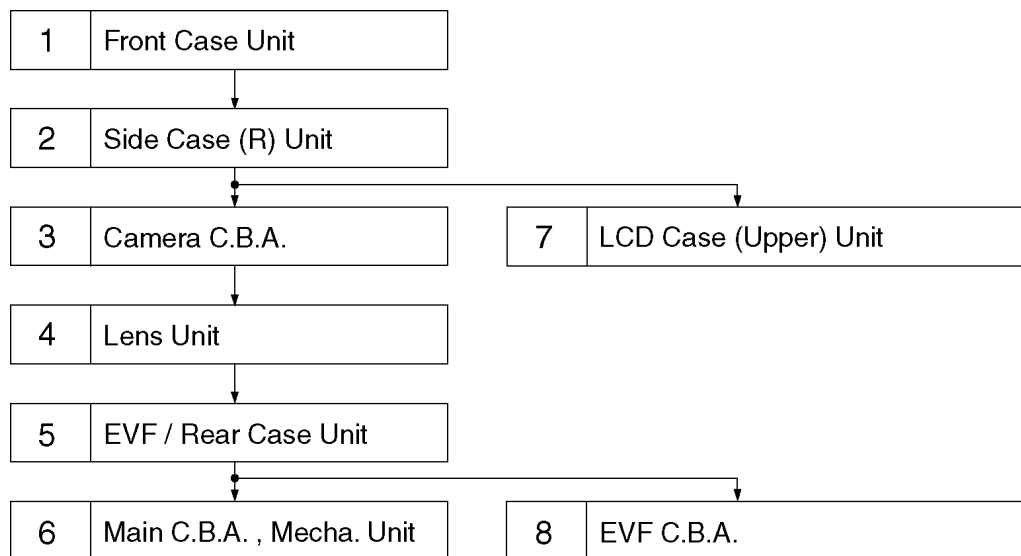 1 Front Case Unit
2 Side Case (R) Unit
3 Camera C.B.A.
7 LCD Case (Upper) Unit
4 Lens Unit
5 EVF / Rear Case Unit
6 Main C.B.A. , Mecha. Unit
8 EVF C.B.A.